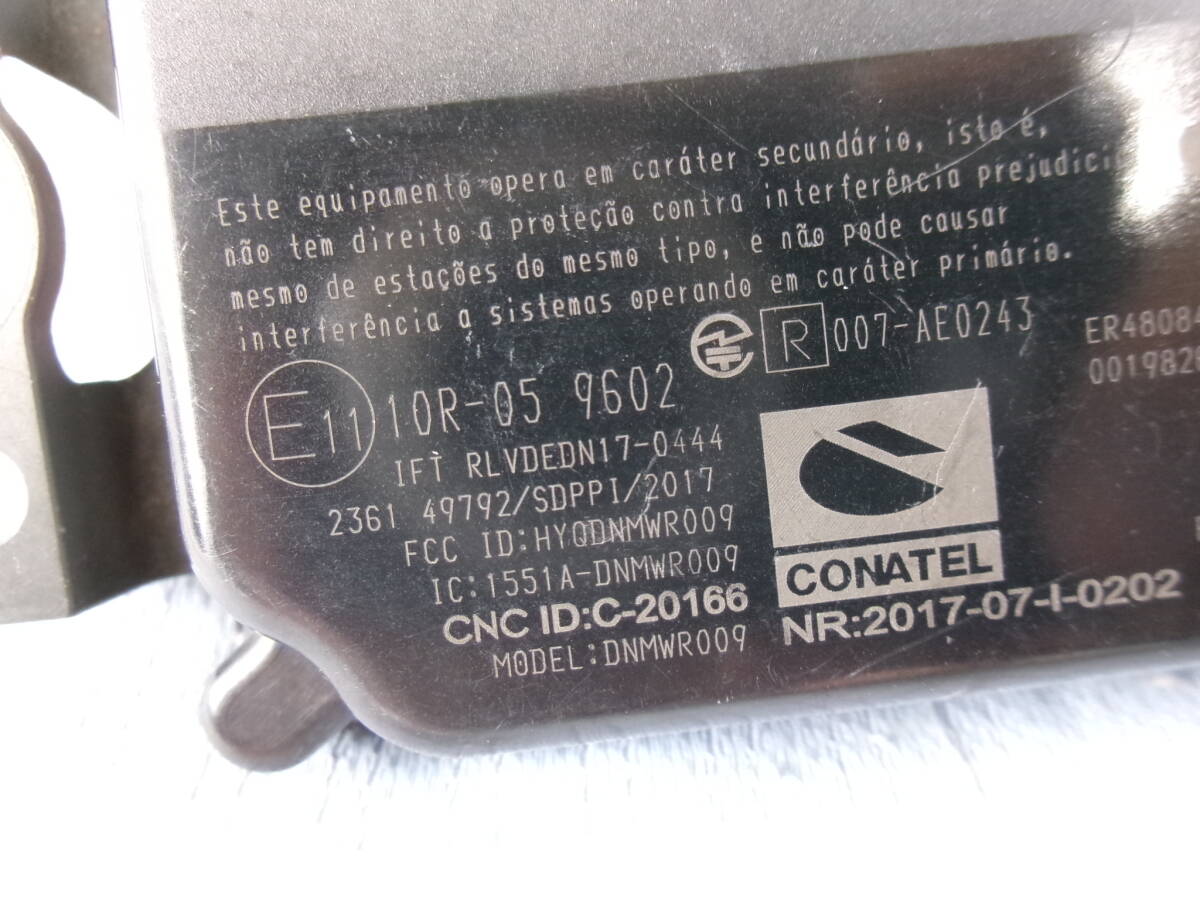 Este equipamento opera em caráter secundário, isto é,
não tem direito a proteção contra interferência
mesmo de estações do mesmo tipo, e não pode causar
interferência a sistemas operando em caráter primário.
R 007-AE0243
E11 10R-05 9602
IFT RLVDEDN17-0444
2361 49792/SDPPI/2017
FCC ID:HYQDNMWR009
IC:1551A-DNMWR009
CNC ID:C-20166
MODEL:DNMWR009
CONATEL
NR:2017-07-I-0202